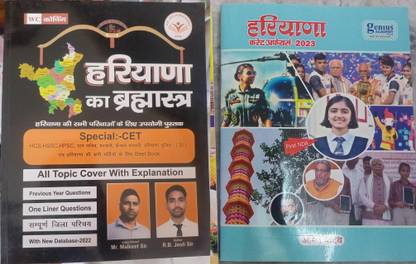 WC कोचिंग
हरियाणा
का ब्रह्मास्त्र
हरियाणा की सभी परीक्षाओं के लिए उपयोगी पुस्तक
Special:-CET
All Topic Cover With Explanation
Previous Year Questions
One Liner Questions
सम्पूर्ण जिला परिचय
With New Database-2022
Mr. Malkeet Sir
R.B. Josh Sir
हरियाणा
करेंट अफेयर्स 2023
genius
First NDA